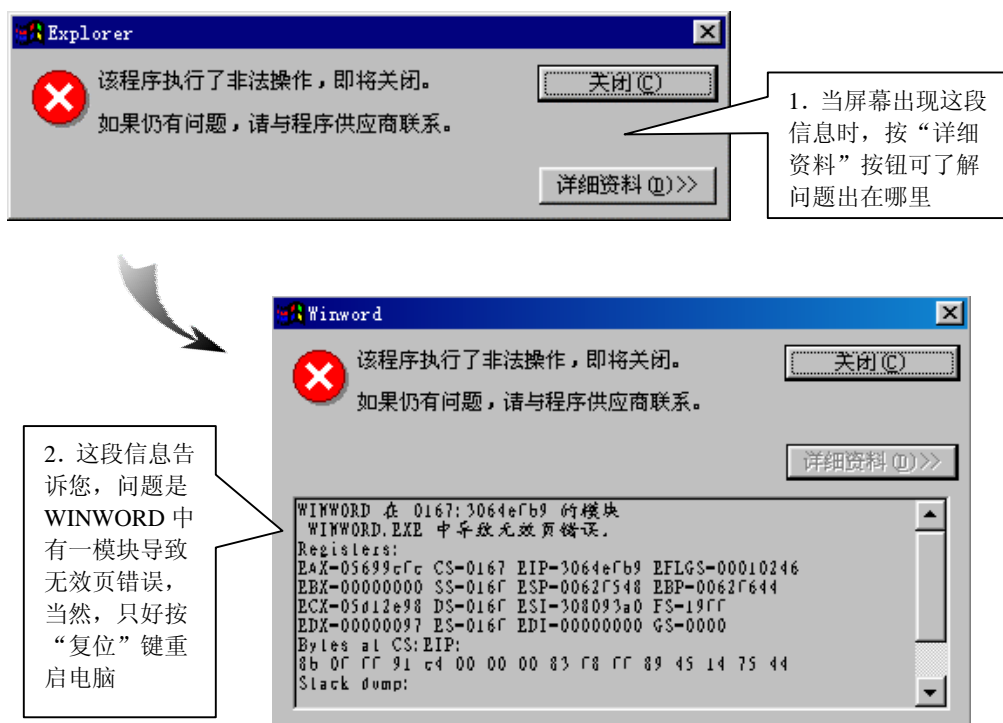 Explorer
该程序执行了非法操作，即将关闭。
如果仍有问题，请与程序供应商联系。
关闭(C)
详细资料(D)>>
1. 当屏幕出现这段
信息时，按“详细
资料”按钮可了解
问题出在哪里
Winword
该程序执行了非法操作，即将关闭。
如果仍有问题，请与程序供应商联系。
关闭(C)
详细资料(D)>>
2. 这段信息告
诉您，问题是
WINWORD 中
有一模块导致
无效页错误，
当然，只好按
“复位”键重
启电脑
WINWORD 在 0167:3064efb9 的模块
WINWORD.EXE 中导致无效页错误.
Registers:
EAX=05699cfc CS=0167 EIP=3064efb9 EFLGS=00010246
EBX=00000000 SS=016f ESP=0062f548 EBP=0062f644
ECX=05d12e98 DS=016f ESI=308093a0 FS=19ff
EDX=00000097 ES=016f EDI=00000000 GS=0000
Bytes at CS:EIP:
8b 0f ff 91 c4 00 00 00 83 f8 ff 89 45 14 75 44
Stack dump: